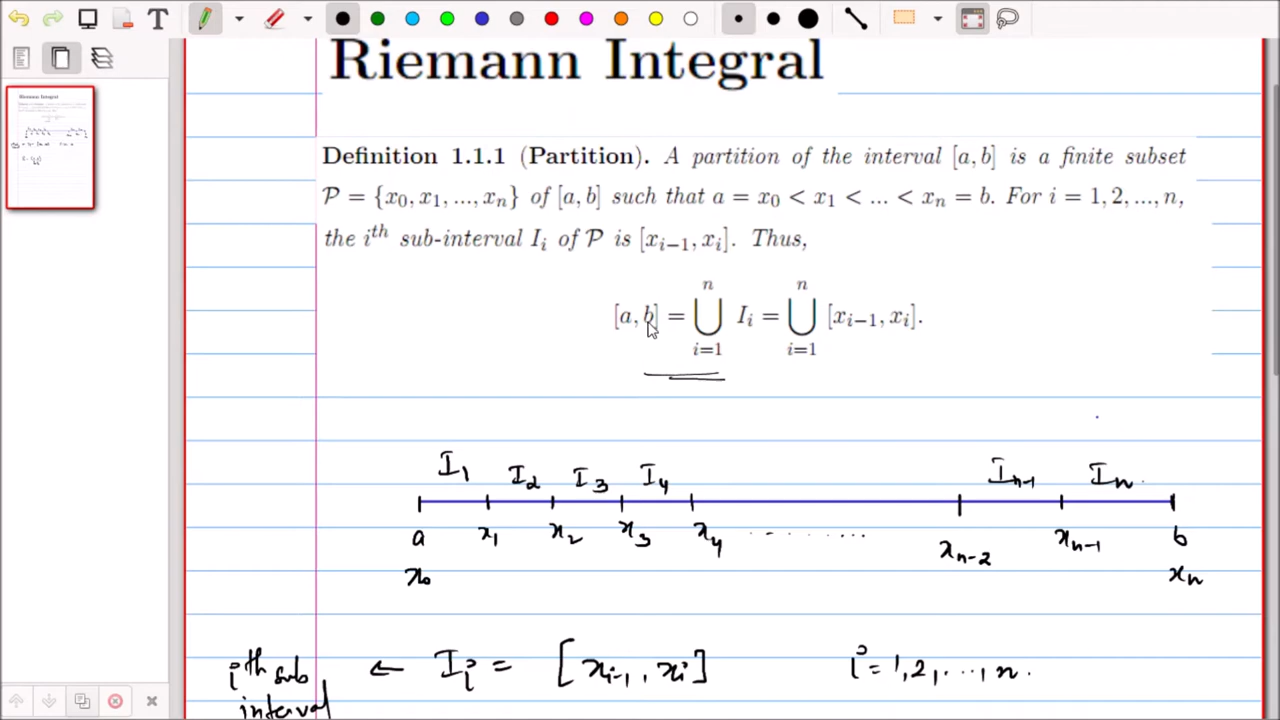 T
Riemann Integral
Definition 1.1.1 (Partition). A partition of the interval [a, b] is a finite subset
𝒫 = {x₀, x₁, ..., xₙ} of [a, b] such that a = x₀ < x₁ < ... < xₙ = b. For i = 1, 2, ..., n,
the iᵗʰ sub-interval Iᵢ of 𝒫 is [xᵢ₋₁, xᵢ]. Thus,
[a, b] = ⋃ᵢ₌₁ⁿ Iᵢ = ⋃ᵢ₌₁ⁿ [xᵢ₋₁, xᵢ].
I₁ I₂ I₃ I₄ Iₙ₋₁ Iₙ
a x₁ x₂ x₃ x₄ ........ xₙ₋₂ xₙ₋₁ b
x₀ xₙ
iᵗʰ sub ← Iᵢ = [xᵢ₋₁, xᵢ] i = 1, 2, ..., n.
interval